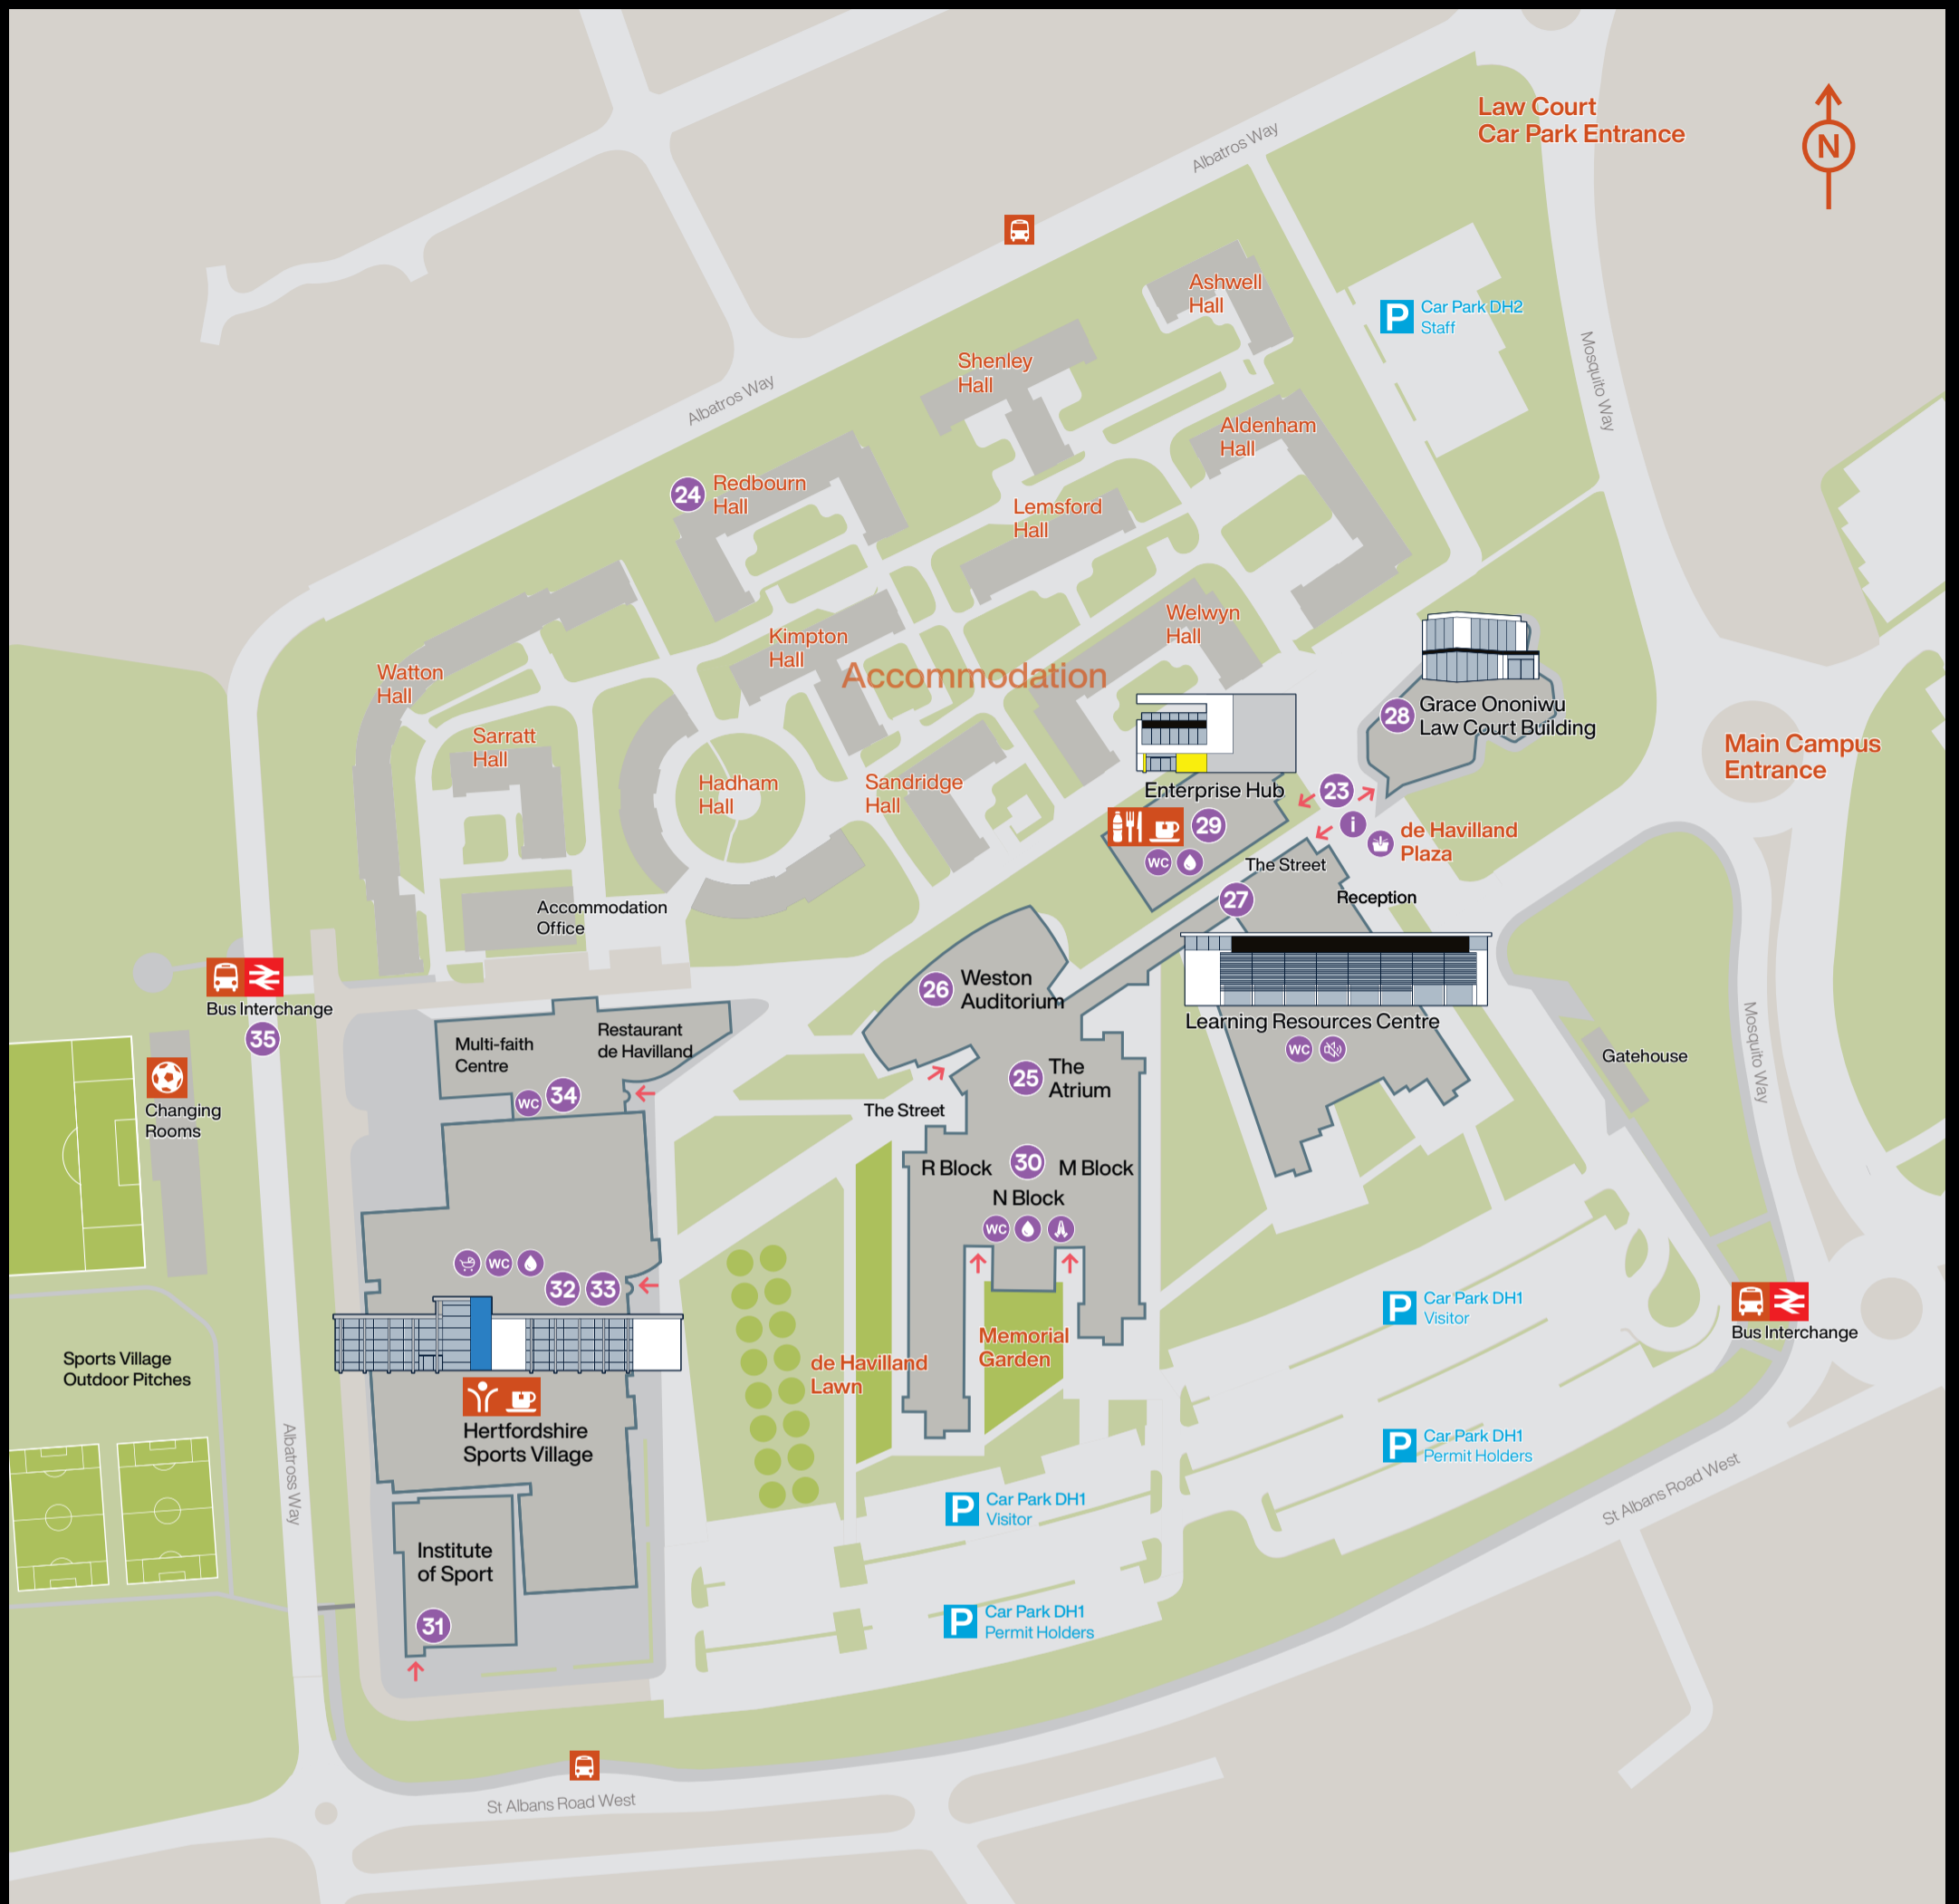 Law Court
Car Park Entrance
N
Albatros Way
Ashwell
Hall
P
Car Park DH2
Staff
Mosquito Way
Shenley
Hall
Albatros Way
Aldenham
Hall
24
Redbourn
Hall
Lemsford
Hall
Welwyn
Hall
Kimpton
Hall
Accommodation
Watton
Hall
28
Grace Ononiwu
Law Court Building
Sarratt
Hall
Main Campus
Entrance
Hadham
Hall
Sandridge
Hall
Enterprise Hub
23
29
i
de Havilland
Plaza
WC
The Street
27
Reception
Accommodation
Office
26
Weston
Auditorium
Bus Interchange
35
Learning Resources Centre
WC
Mosquito Way
Gatehouse
Multi-faith
Centre
Restaurant
de Havilland
WC
34
25
The
Atrium
Changing
Rooms
The Street
R Block
30
M Block
N Block
WC
WC
32
33
P
Car Park DH1
Visitor
Bus Interchange
Sports Village
Outdoor Pitches
Memorial
Garden
de Havilland
Lawn
Hertfordshire
Sports Village
P
Car Park DH1
Permit Holders
Albatross Way
St Albans Road West
P
Car Park DH1
Visitor
Institute
of Sport
31
P
Car Park DH1
Permit Holders
St Albans Road West